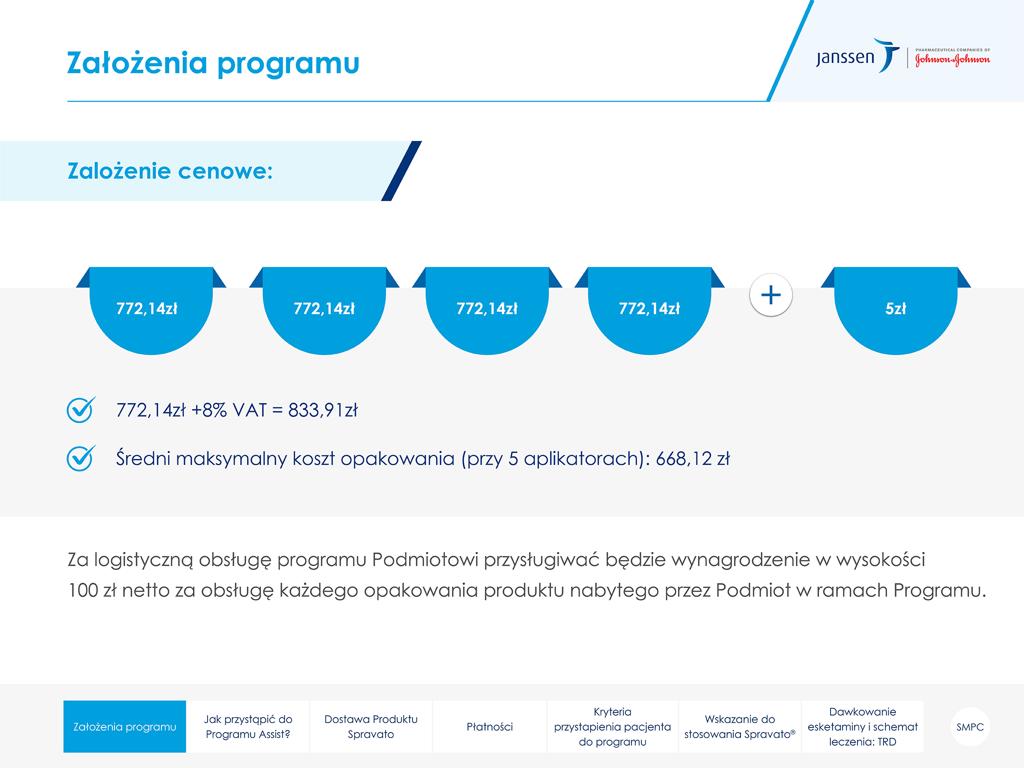 Założenia programu
janssen
PHARMACEUTICAL COMPANIES OF
Johnson & Johnson
Zalożenie cenowe:
772,14zł
772,14zł
772,14zł
772,14zł
+
5zł
772,14zł +8% VAT = 833,91zł
Średni maksymalny koszt opakowania (przy 5 aplikatorach): 668,12 zł
Za logistyczną obsługę programu Podmiotowi przysługiwać będzie wynagrodzenie w wysokości
100 zł netto za obsługę każdego opakowania produktu nabytego przez Podmiot w ramach Programu.
Założenia programu
Jak przystąpić do
Programu Assist?
Dostawa Produktu
Spravato
Płatności
Kryteria
przystapienia pacjenta
do programu
Wskazanie do
stosowania Spravato®
Dawkowanie
esketaminy i schemat
leczenia: TRD
SMPC